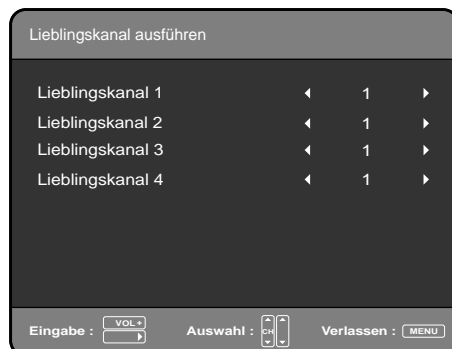 Lieblingskanal ausführen
Lieblingskanal 1 1
Lieblingskanal 2 1
Lieblingskanal 3 1
Lieblingskanal 4 1
Eingabe : VOL+ Auswahl : CH Verlassen : MENU